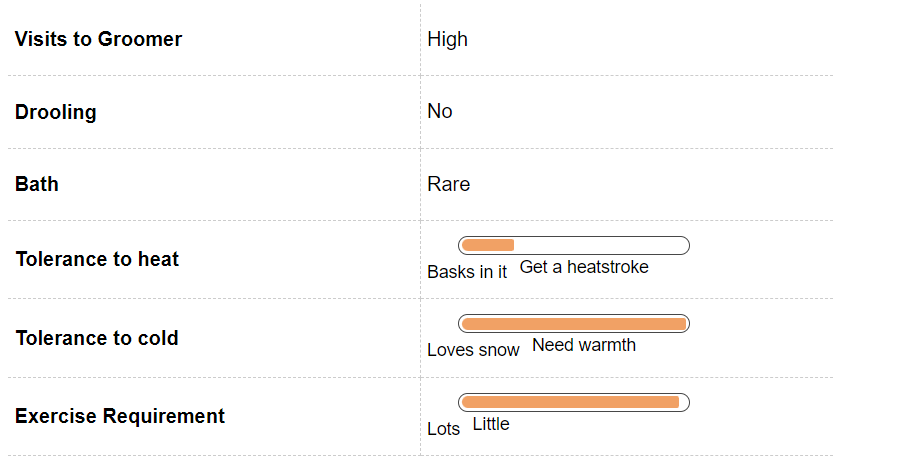 Visits to Groomer High
Drooling No
Bath Rare
Tolerance to heat Basks in it Get a heatstroke
Tolerance to cold Loves snow Need warmth
Exercise Requirement Lots Little